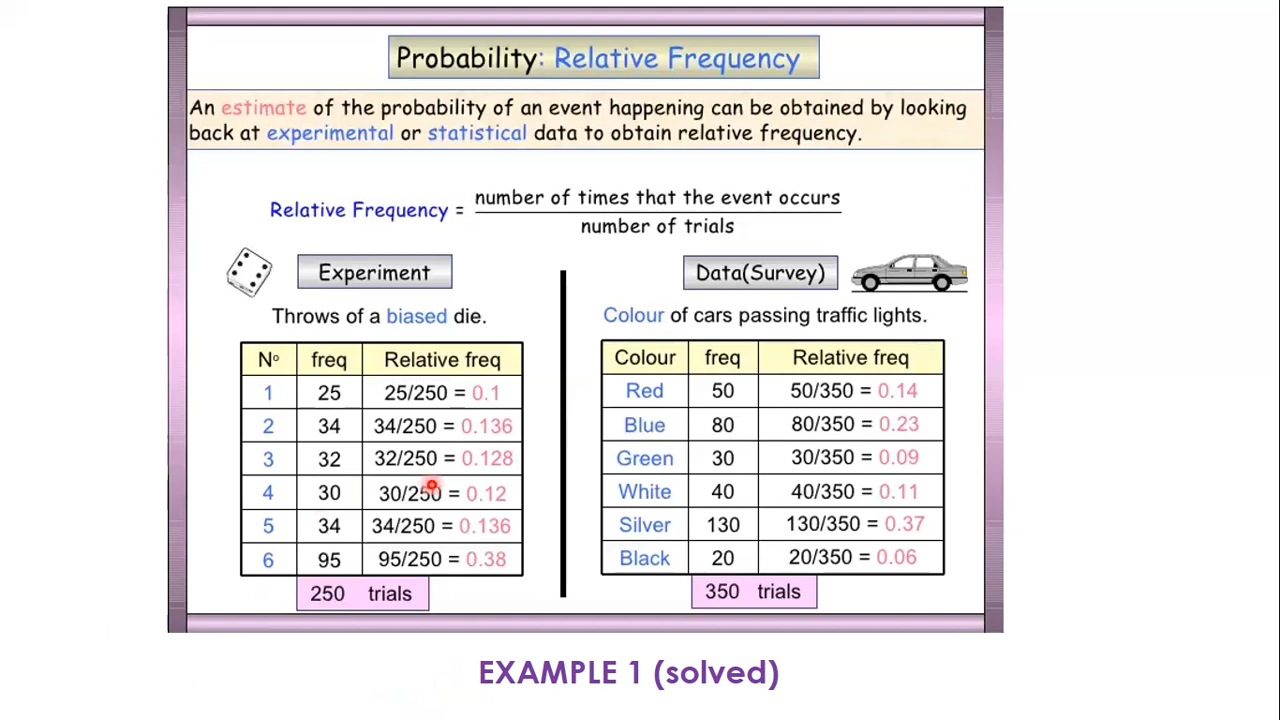 Probability: Relative Frequency
An estimate of the probability of an event happening can be obtained by looking
back at experimental or statistical data to obtain relative frequency.
Relative Frequency = number of times that the event occurs
number of trials
Experiment
Throws of a biased die.
Nº freq Relative freq
1 25 25/250 = 0.1
2 34 34/250 = 0.136
3 32 32/250 = 0.128
4 30 30/250 = 0.12
5 34 34/250 = 0.136
6 95 95/250 = 0.38
250 trials
Data(Survey)
Colour of cars passing traffic lights.
Colour freq Relative freq
Red 50 50/350 = 0.14
Blue 80 80/350 = 0.23
Green 30 30/350 = 0.09
White 40 40/350 = 0.11
Silver 130 130/350 = 0.37
Black 20 20/350 = 0.06
350 trials
EXAMPLE 1 (solved)